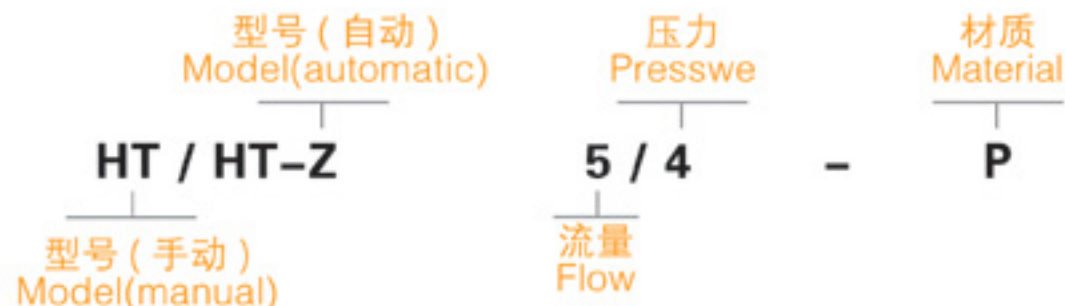 型号(自动) 压力 材质
Model(automatic) Presswe Material
HT / HT-Z 5 / 4 - P
型号(手动) 流量
Model(manual) Flow